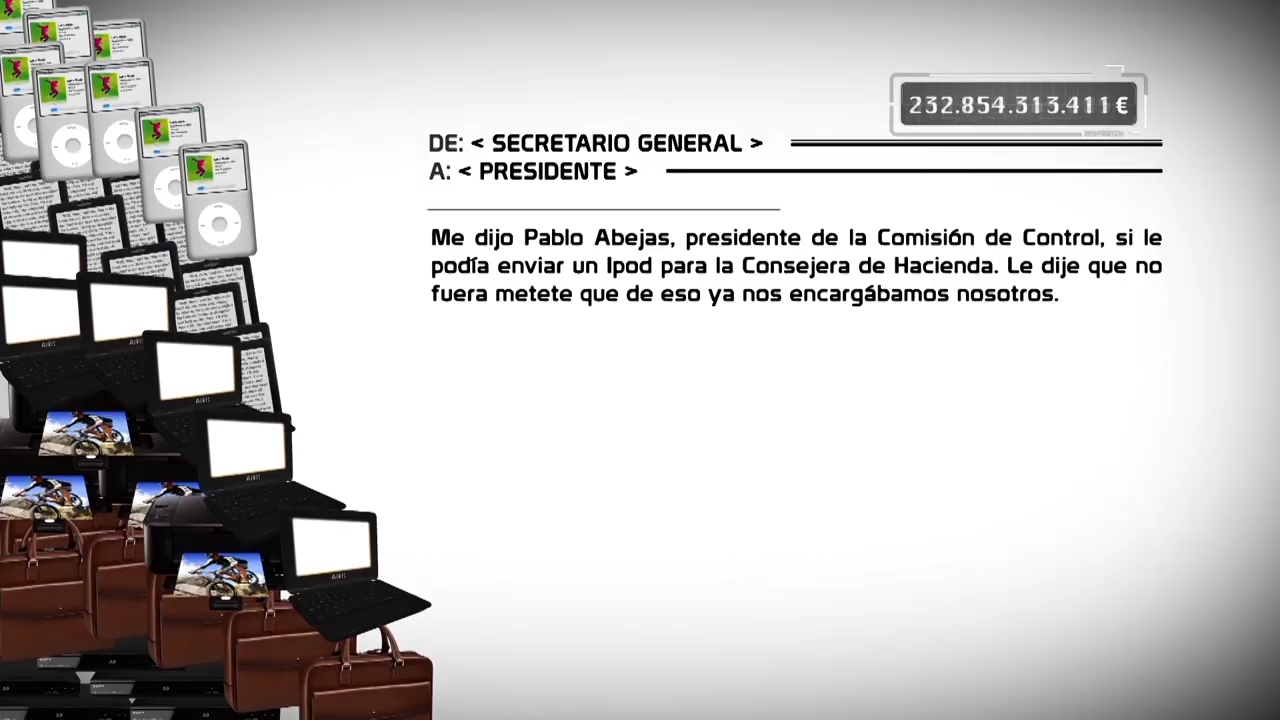 232.854.313.411 €
DE: < SECRETARIO GENERAL >
A: < PRESIDENTE >
Me dijo Pablo Abejas, presidente de la Comisión de Control, si le
podía enviar un Ipod para la Consejera de Hacienda. Le dije que no
fuera metete que de eso ya nos encargábamos nosotros.